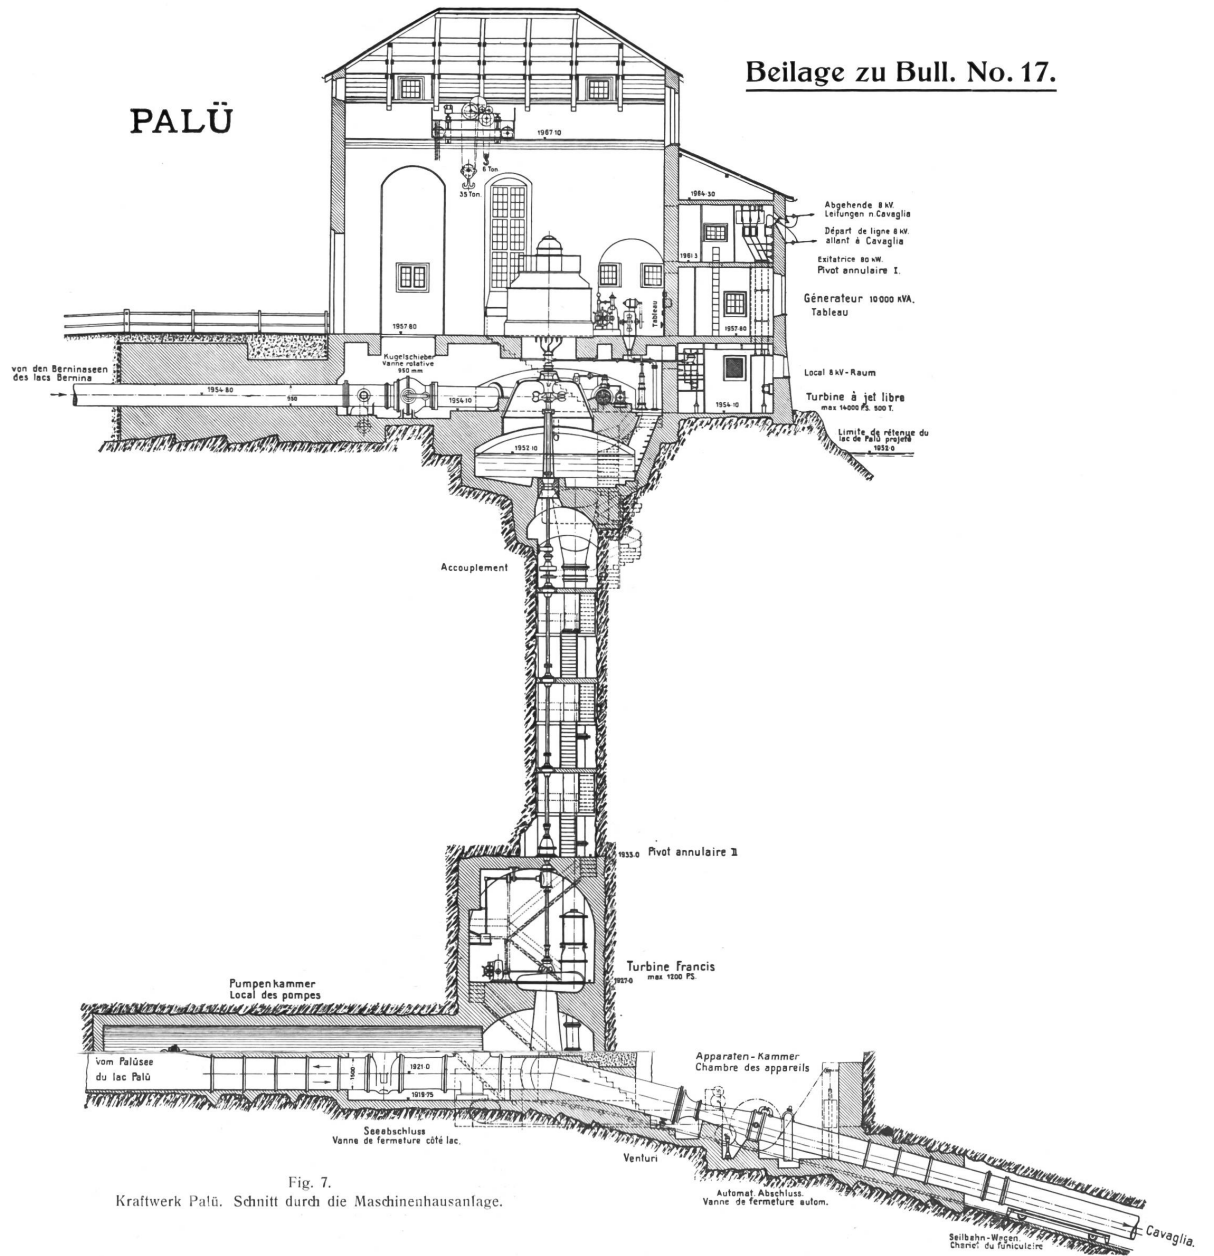 Beilage zu Bull. No. 17.
PALÜ
1967·10
6 Ton.
35 Ton.
1964·30
Abgehende 8 kV.
Leitungen n. Cavaglia
Départ de ligne 8 kV.
allant à Cavaglia
1961·3
Exitatrice 80 kW.
Pivot annulaire I.
Générateur 10000 KVA.
Tableau
Tableau
1957·80
1957·80
Kugelschieber
Vanne rotative
950 mm
von den Berninaseen
des lacs Bernina
1954·80
950
1954·10
1954·10
Local 8 kV-Raum
Turbine à jet libre
max 14000 PS. 500 T.
Limite de rétenue du
lac de Palü projeté
1952·0
1952·10
Accouplement
1933·0
Pivot annulaire II
Turbine Francis
max 1200 PS.
1927·0
Pumpenkammer
Local des pompes
vom Palüsee
du lac Palü
1500
1921·0
1919·75
Apparaten-Kammer
Chambre des appareils
Seeabschluss
Vanne de fermeture côté lac.
Venturi
Fig. 7.
Kraftwerk Palü. Schnitt durch die Maschinenhausanlage.
Automat. Abschluss.
Vanne de fermeture autom.
Seilbahn-Wagen.
Chariot du funiculaire
Cavaglia.